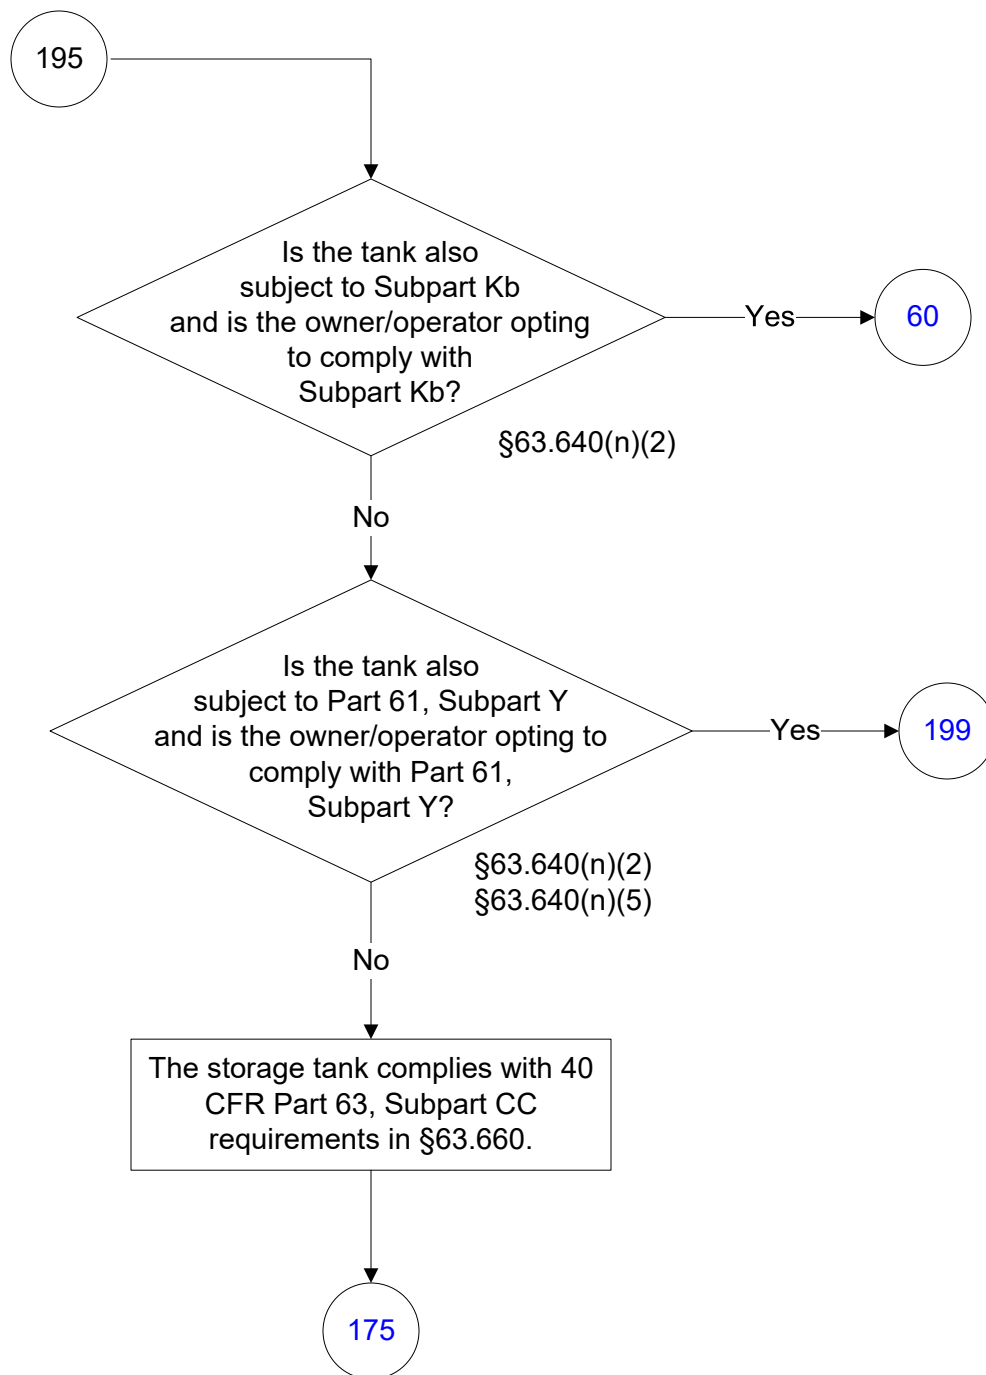 195
Is the tank also
subject to Subpart Kb
and is the owner/operator opting
to comply with
Subpart Kb?
Yes
60
§63.640(n)(2)
No
Is the tank also
subject to Part 61, Subpart Y
and is the owner/operator opting to
comply with Part 61,
Subpart Y?
Yes
199
§63.640(n)(2)
§63.640(n)(5)
No
The storage tank complies with 40
CFR Part 63, Subpart CC
requirements in §63.660.
175